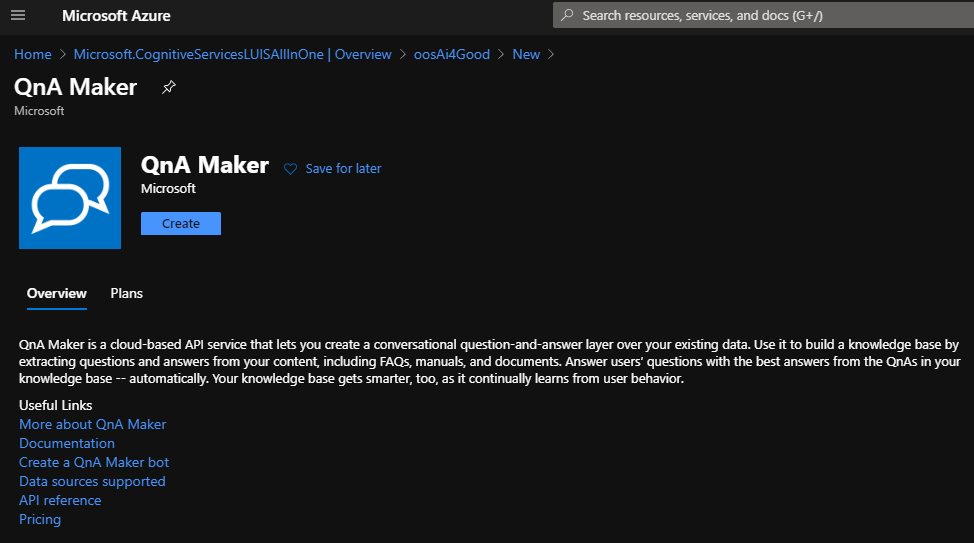 Microsoft Azure
Search resources, services, and docs (G+/)
Home > Microsoft.CognitiveServicesLUISAllInOne | Overview > oosAi4Good > New >
QnA Maker
Microsoft
QnA Maker
Save for later
Microsoft
Create
Overview Plans
QnA Maker is a cloud-based API service that lets you create a conversational question-and-answer layer over your existing data. Use it to build a knowledge base by
extracting questions and answers from your content, including FAQs, manuals, and documents. Answer users' questions with the best answers from the QnAs in your
knowledge base -- automatically. Your knowledge base gets smarter, too, as it continually learns from user behavior.
Useful Links
More about QnA Maker
Documentation
Create a QnA Maker bot
Data sources supported
API reference
Pricing